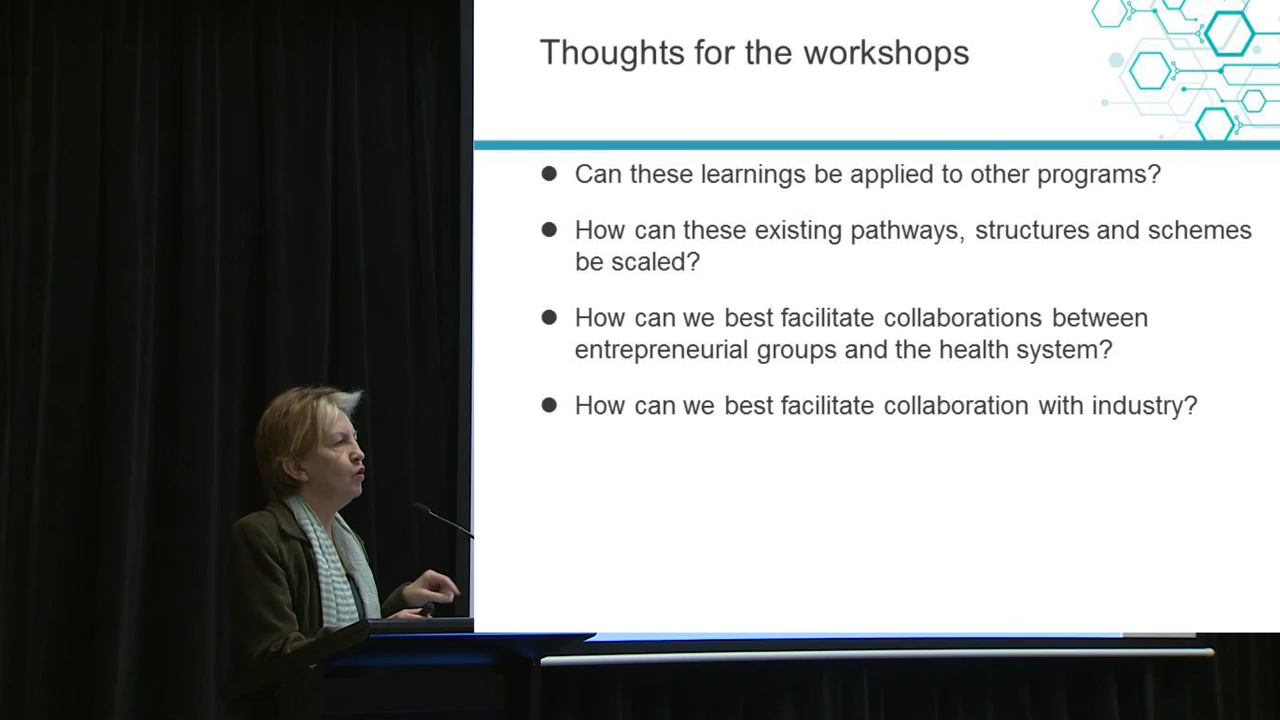 Thoughts for the workshops
● Can these learnings be applied to other programs?
● How can these existing pathways, structures and schemes
be scaled?
● How can we best facilitate collaborations between
entrepreneurial groups and the health system?
● How can we best facilitate collaboration with industry?